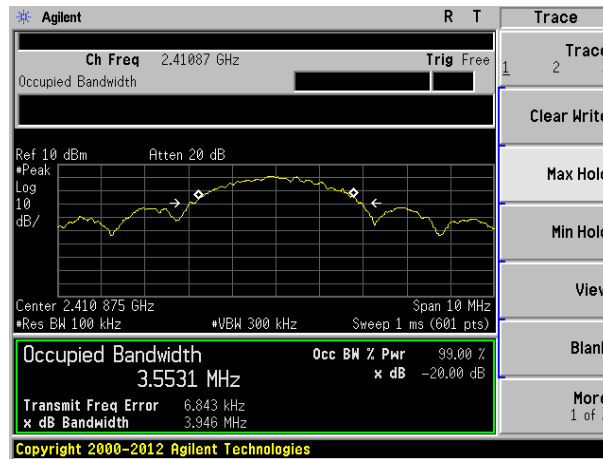 Agilent R T Trace
Ch Freq 2.41087 GHz Trig Free
Occupied Bandwidth
Trace
1 2
Clear Write
Max Hold
Min Hold
View
Blank
More
1 of
Ref 10 dBm Atten 20 dB
#Peak
Log
10
dB/
Center 2.410 875 GHz Span 10 MHz
#Res BW 100 kHz #VBW 300 kHz Sweep 1 ms (601 pts)
Occupied Bandwidth Occ BW % Pwr 99.00 %
3.5531 MHz x dB -20.00 dB
Transmit Freq Error 6.843 kHz
x dB Bandwidth 3.946 MHz
Copyright 2000-2012 Agilent Technologies